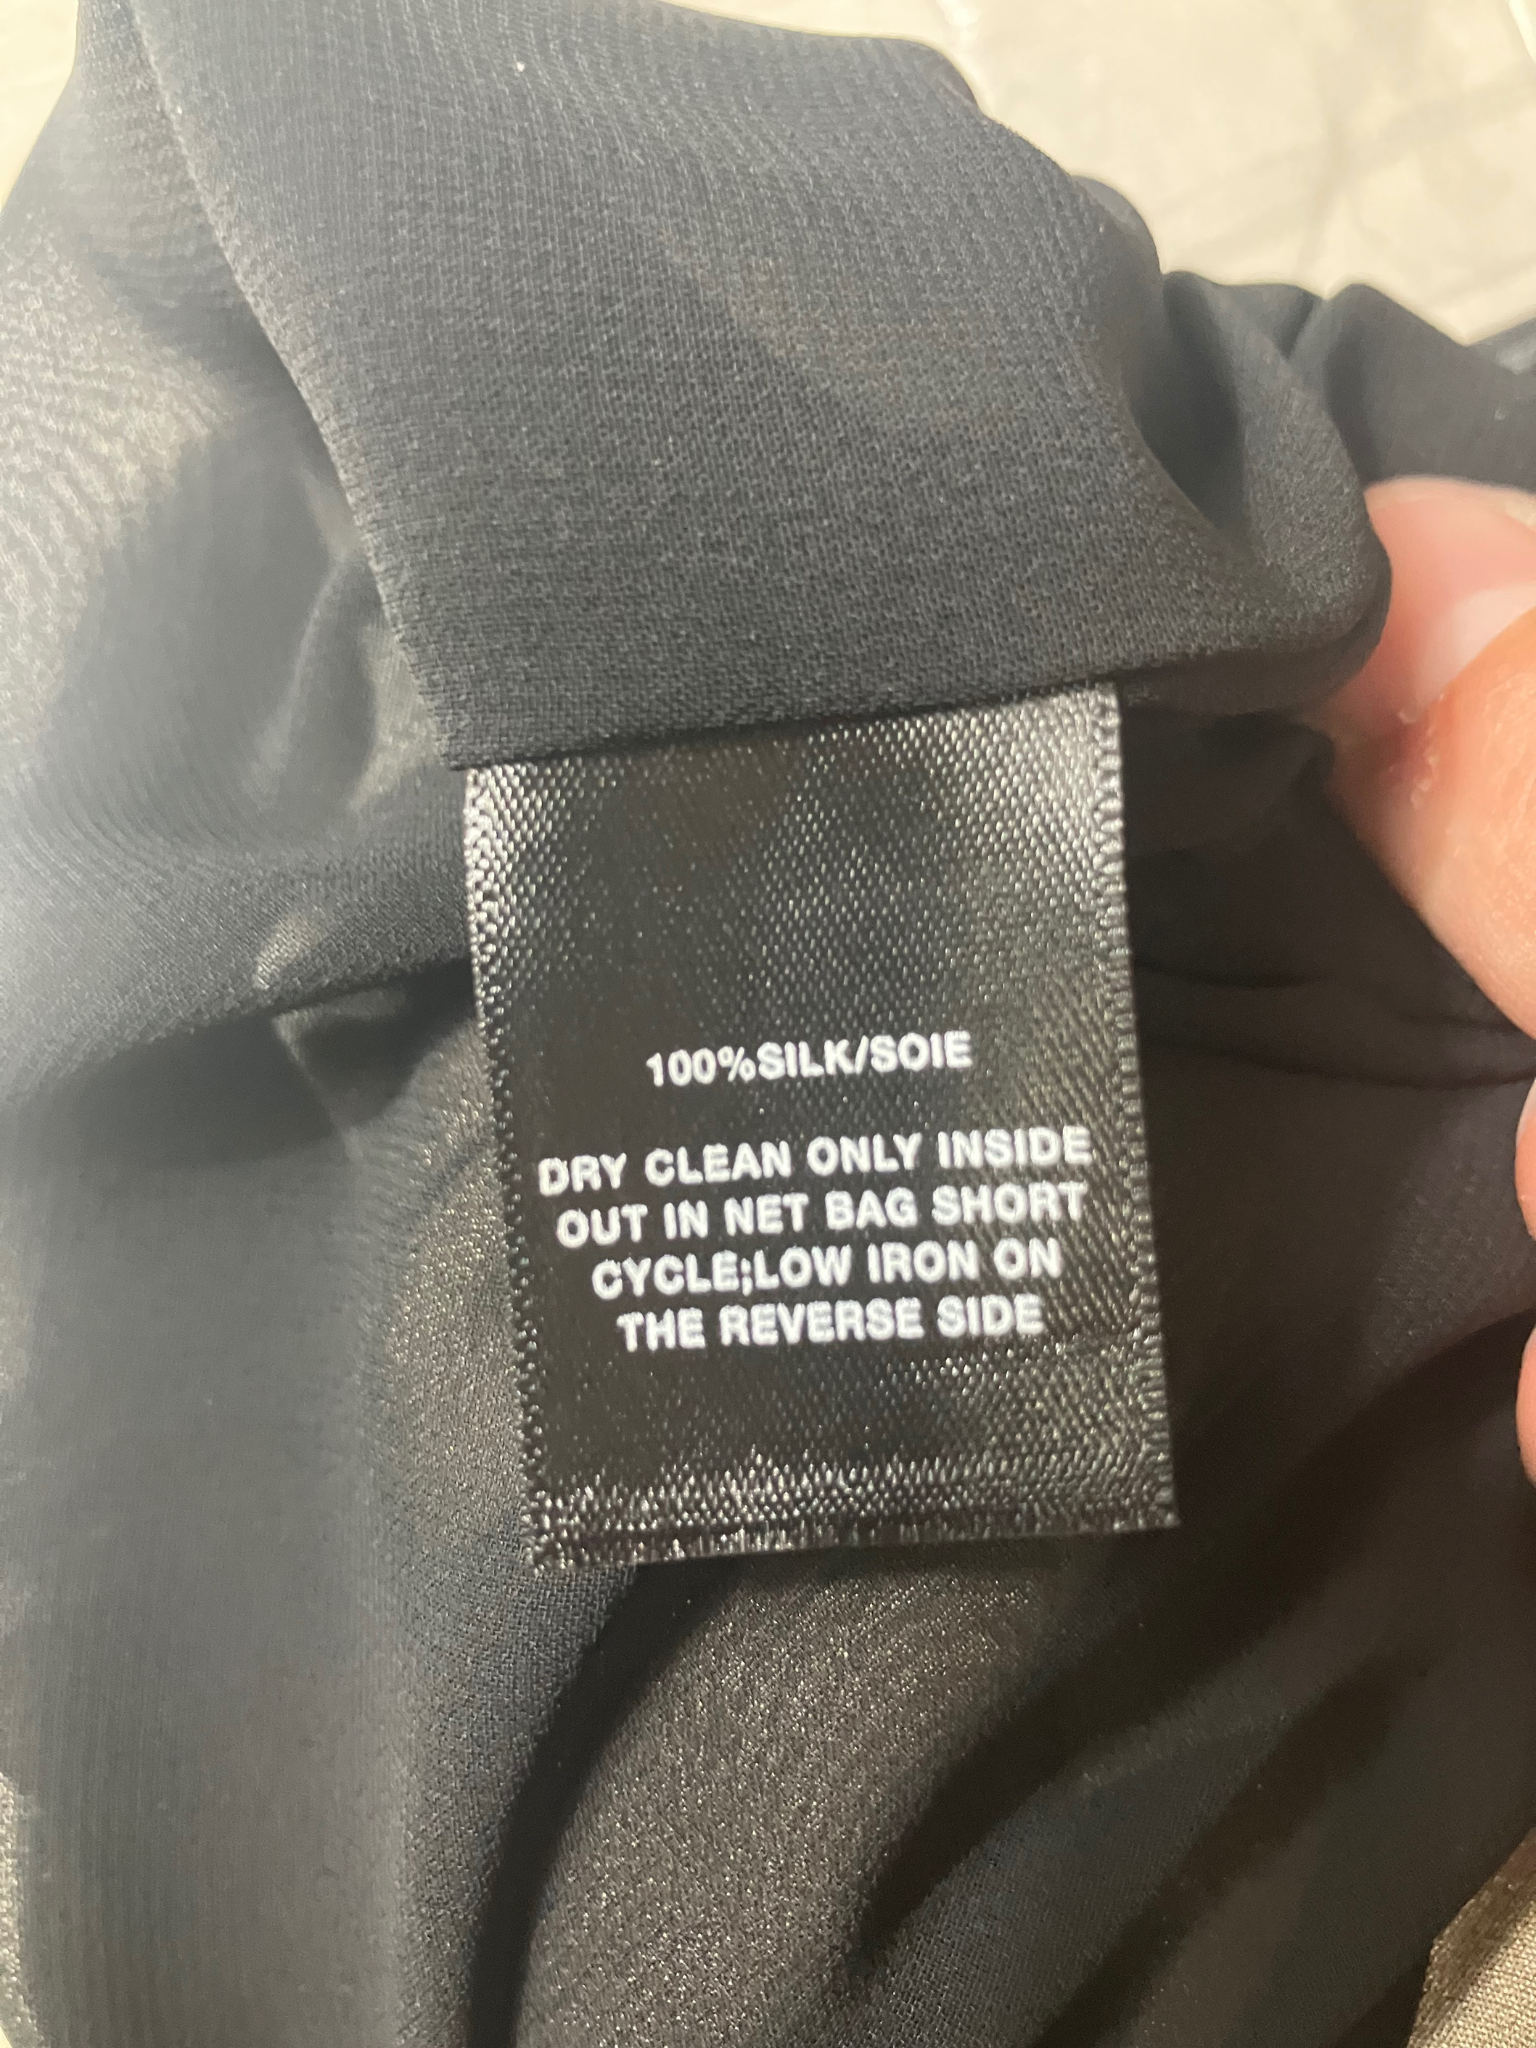 100%SILK/SOIE
DRY CLEAN ONLY INSIDE
OUT IN NET BAG SHORT
CYCLE;LOW IRON ON
THE REVERSE SIDE